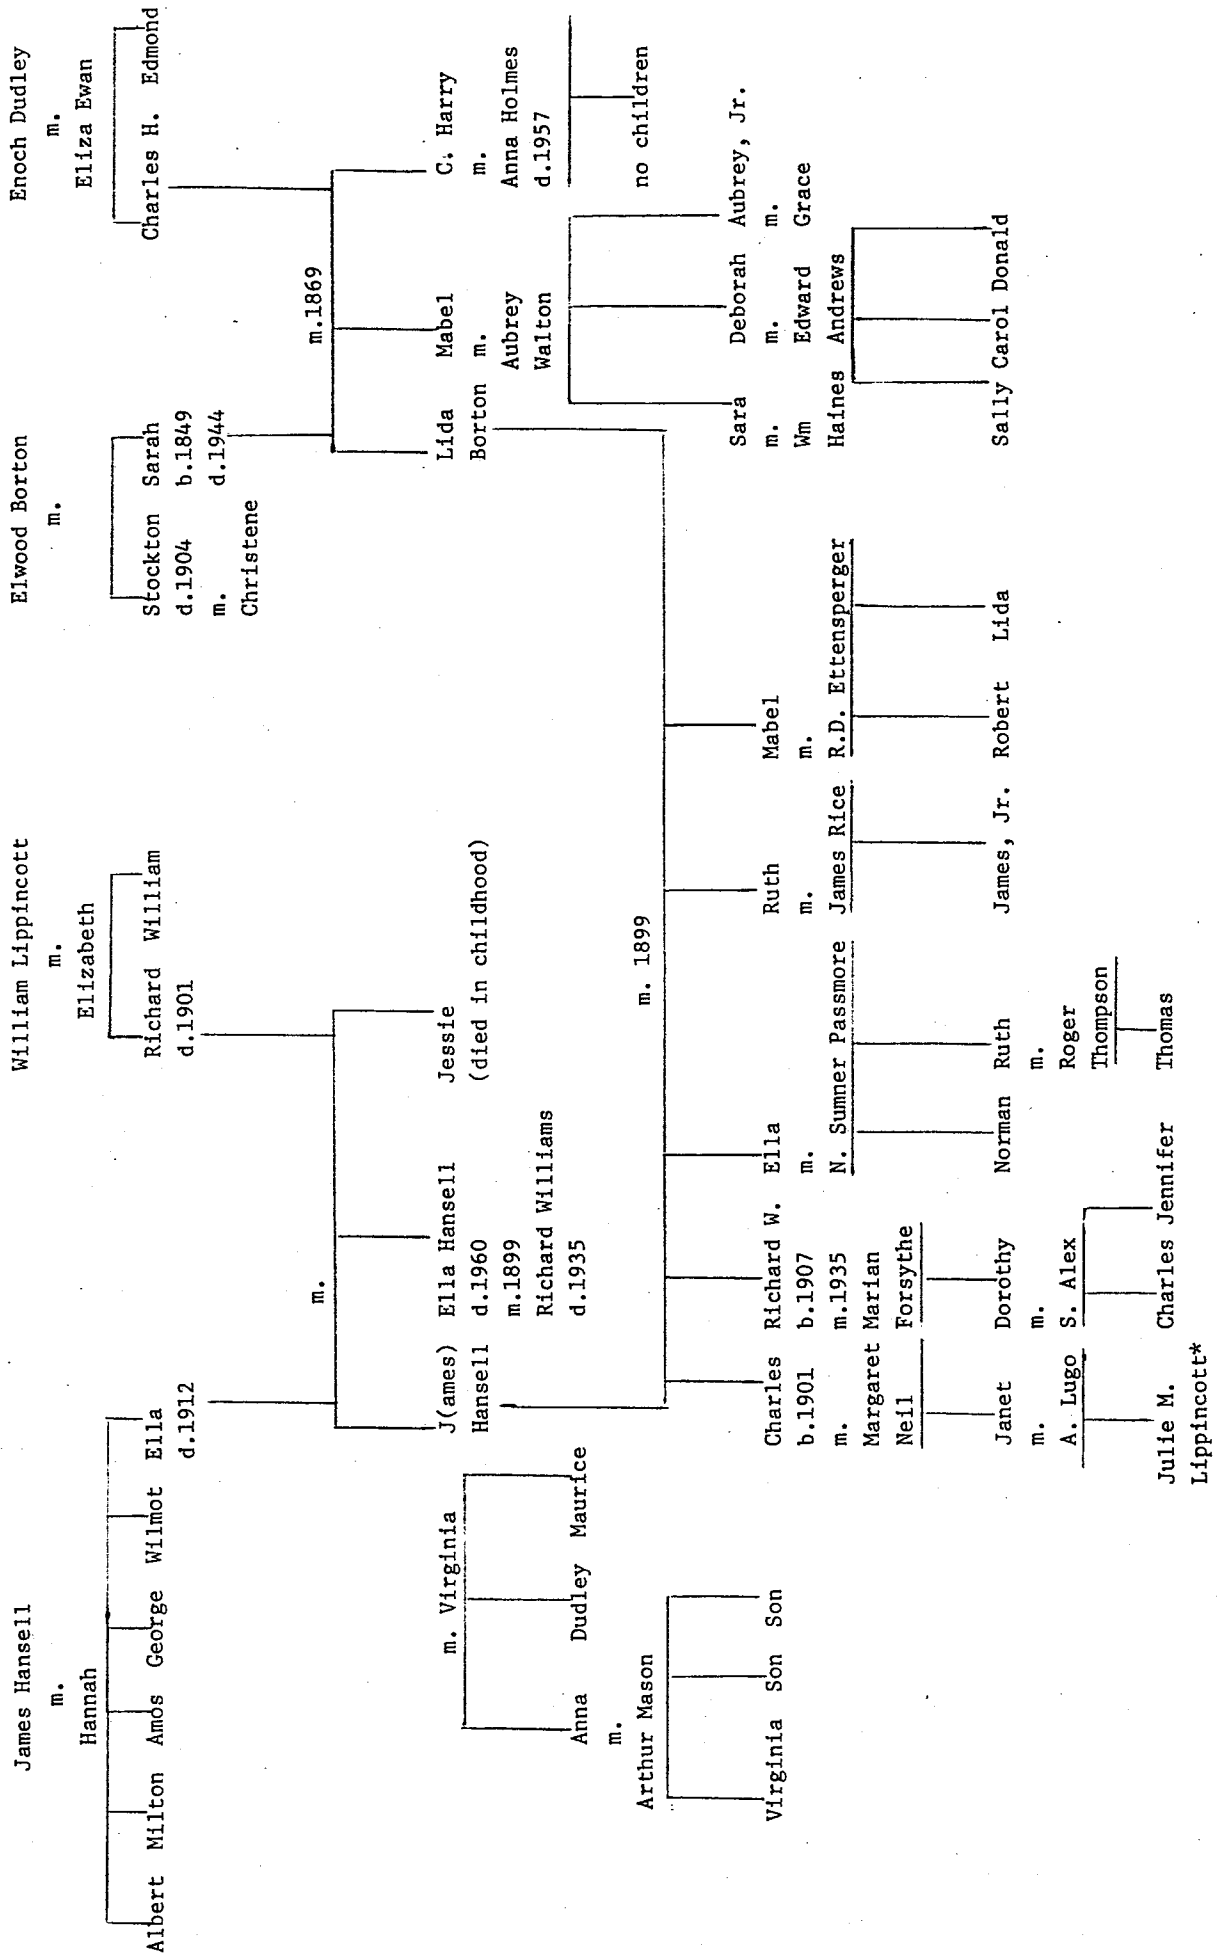 James Hansell
m.
Hannah
Albert Milton Amos George Wilmot Ella
d.1912
William Lippincott
m.
Elizabeth
Richard William
d.1901
Elwood Borton
m.
Stockton Sarah
d.1904 b.1849
m. d.1944
Christene
Enoch Dudley
m.
Eliza Ewan
Charles H. Edmond
m.
m.1869
m. Virginia
Anna Dudley Maurice
m.
Arthur Mason
Virginia Son Son
J(ames) Ella Hansell Jessie
Hansell d.1960 (died in childhood)
m.1899
Richard Williams
d.1935
Lida Mabel C. Harry
Borton m. m.
Aubrey Anna Holmes
Walton d.1957
no children
m. 1899
Charles Richard W. Ella Ruth Mabel
b.1901 b.1907 m. m. m.
m. m.1935 N. Sumner Passmore James Rice R.D. Ettensperger
Margaret Marian
Neil Forsythe
Sara Deborah Aubrey, Jr.
m. m. m.
Wm Edward Grace
Haines Andrews
Janet Dorothy Norman Ruth James, Jr. Robert Lida
m. m. m.
A. Lugo S. Alex Roger
Thompson
Sally Carol Donald
Julie M. Charles Jennifer Thomas
Lippincott*